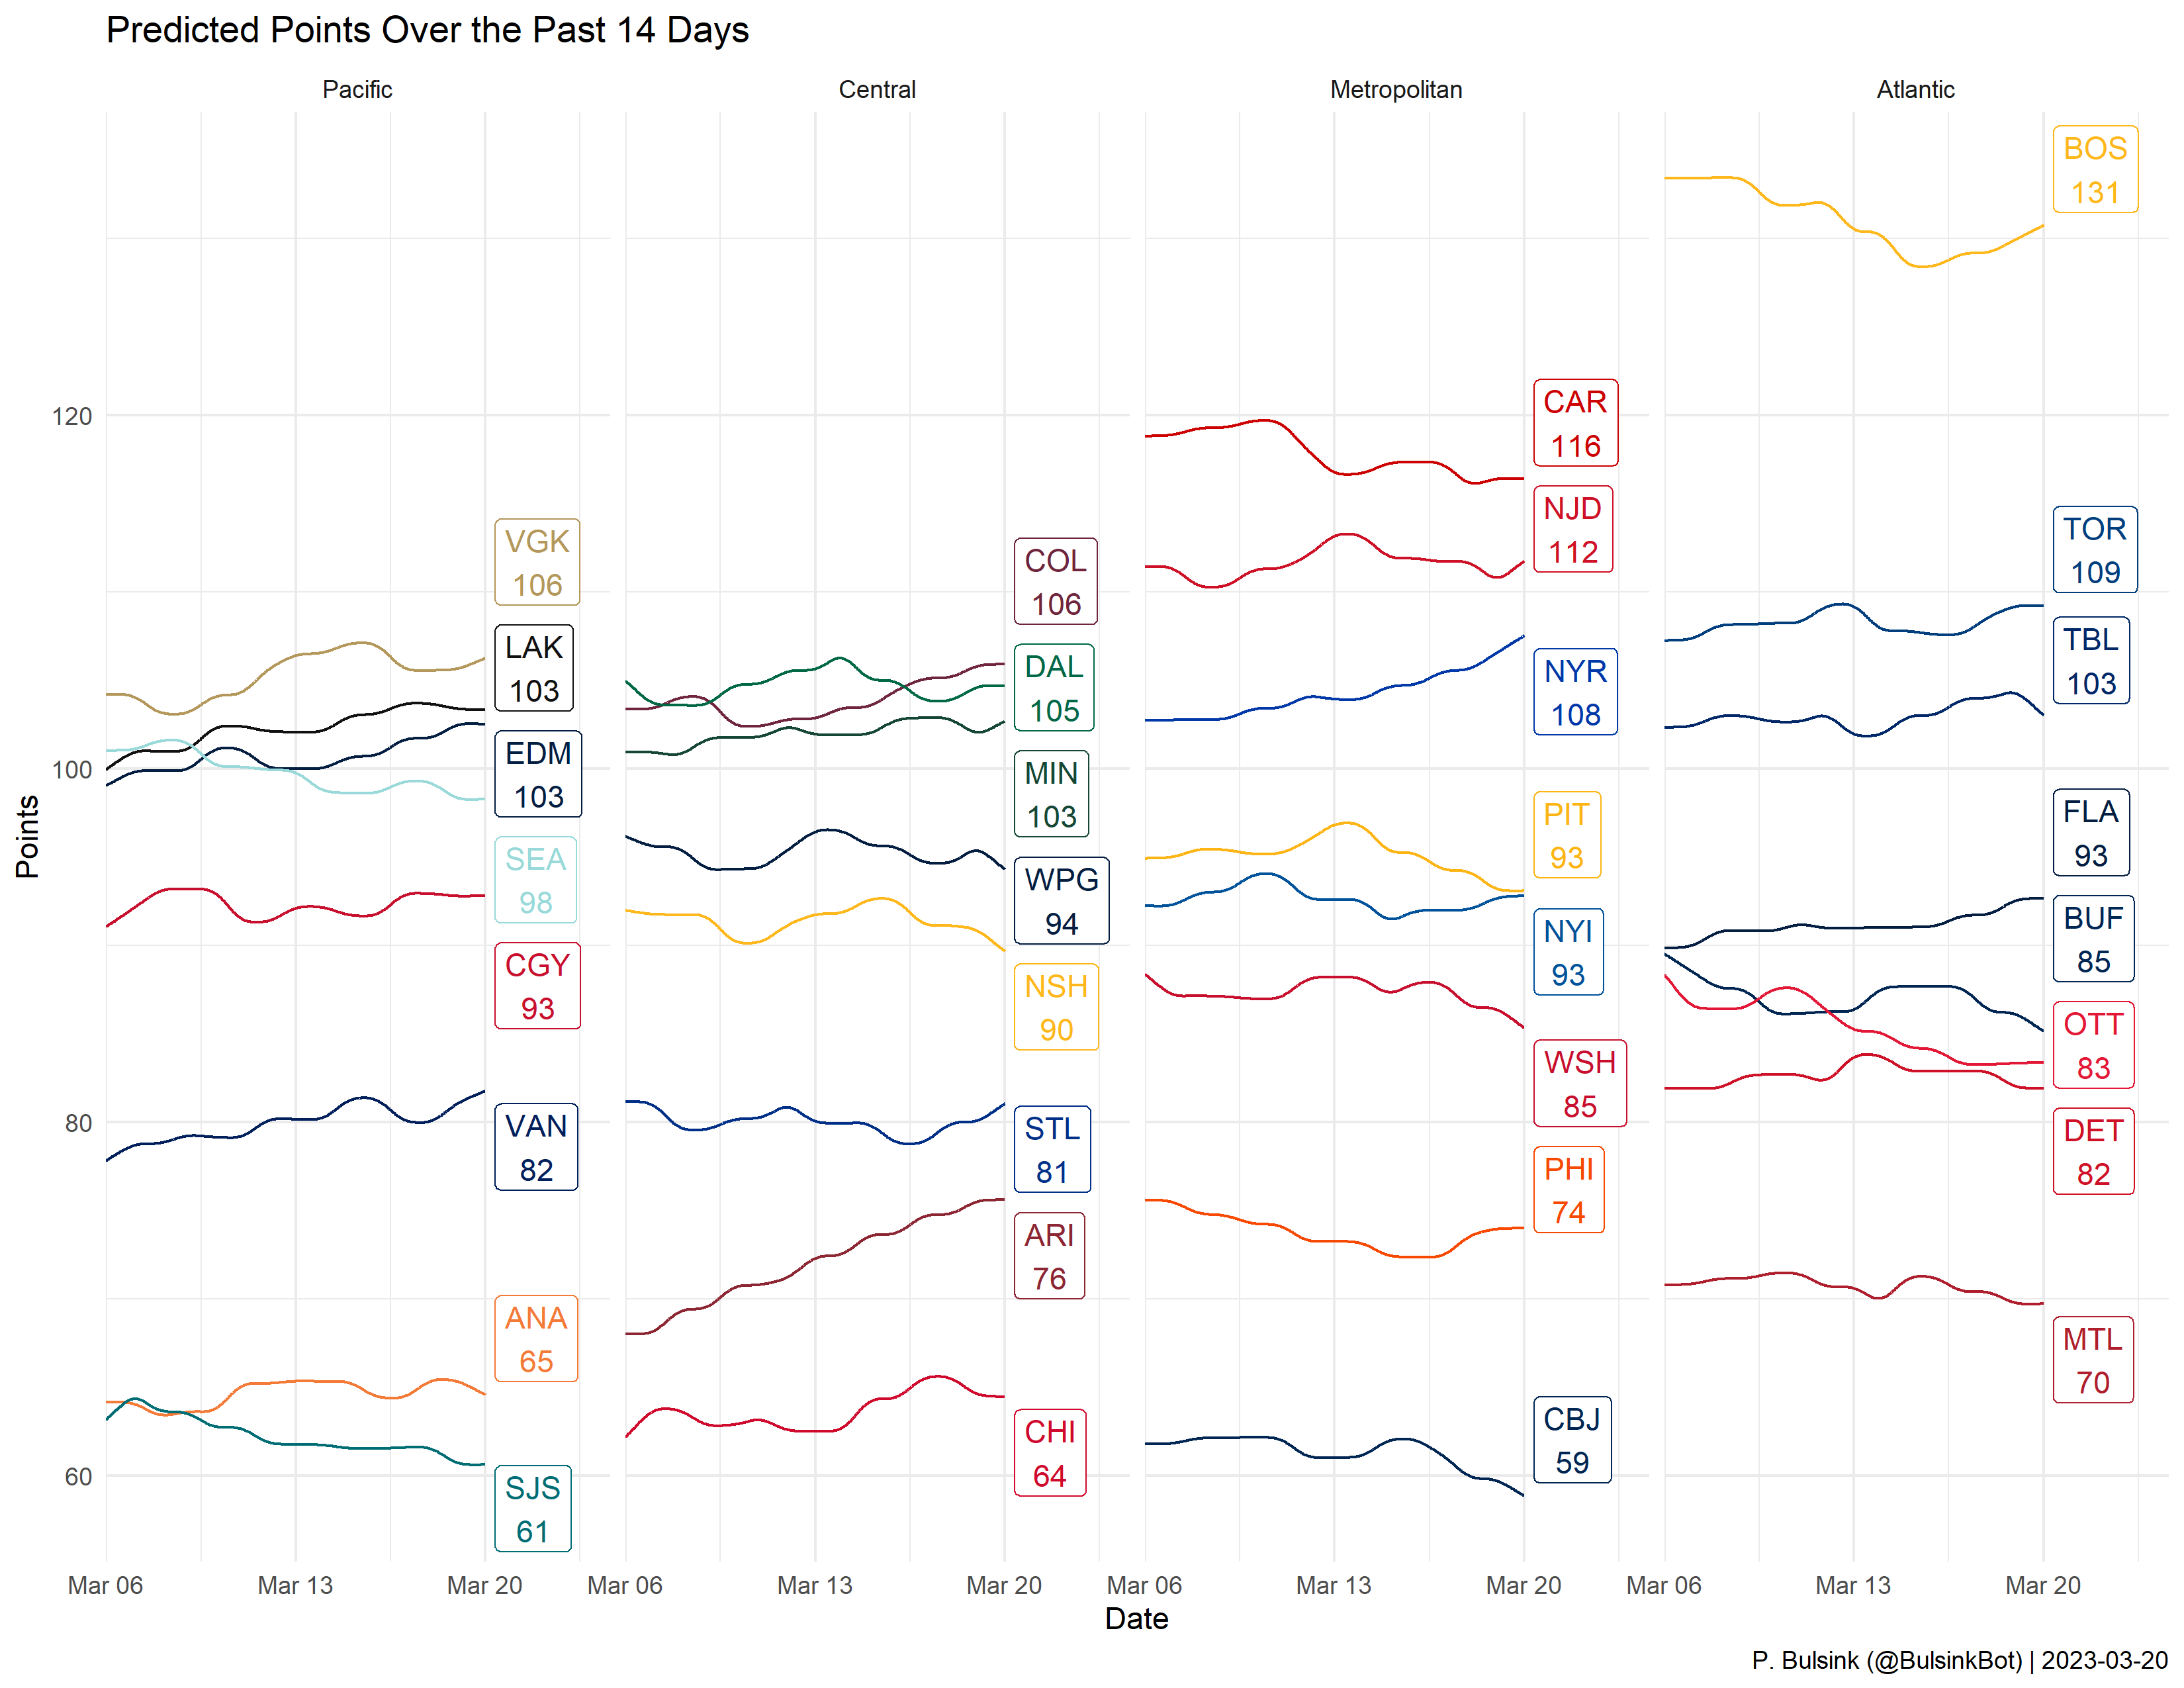 Predicted Points Over the Past 14 Days
Pacific
Central
Metropolitan
Atlantic
Points
120
100
80
60
VGK
106
LAK
103
EDM
103
SEA
98
CGY
93
VAN
82
ANA
65
SJS
61
COL
106
DAL
105
MIN
103
WPG
94
NSH
90
STL
81
ARI
76
CHI
64
CAR
116
NJD
112
NYR
108
PIT
93
NYI
93
WSH
85
PHI
74
CBJ
59
BOS
131
TOR
109
TBL
103
FLA
93
BUF
85
OTT
83
DET
82
MTL
70
Mar 06 Mar 13 Mar 20 Mar 06 Mar 13 Mar 20 Mar 06 Mar 13 Mar 20 Mar 06 Mar 13 Mar 20
Date
P. Bulsink (@BulsinkBot) | 2023-03-20